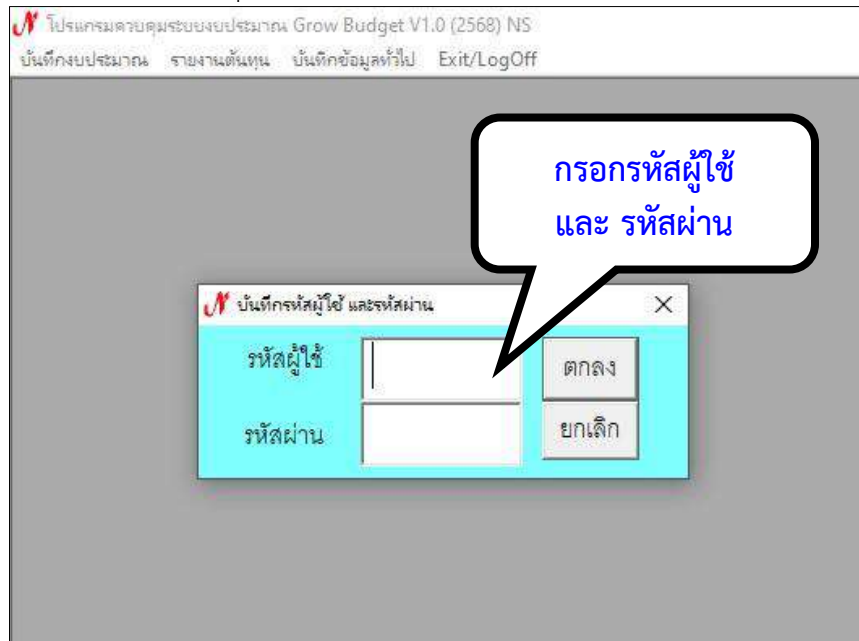 โปรแกรมควบคุมระบบงบประมาณ Grow Budget V1.0 (2568) NS
บันทึกงบประมาณ รายงานต้นทุน บันทึกข้อมูลทั่วไป Exit/LogOff
กรอกรหัสผู้ใช้
และ รหัสผ่าน
บันทึกรหัสผู้ใช้ และรหัสผ่าน
รหัสผู้ใช้
ตกลง
รหัสผ่าน
ยกเลิก